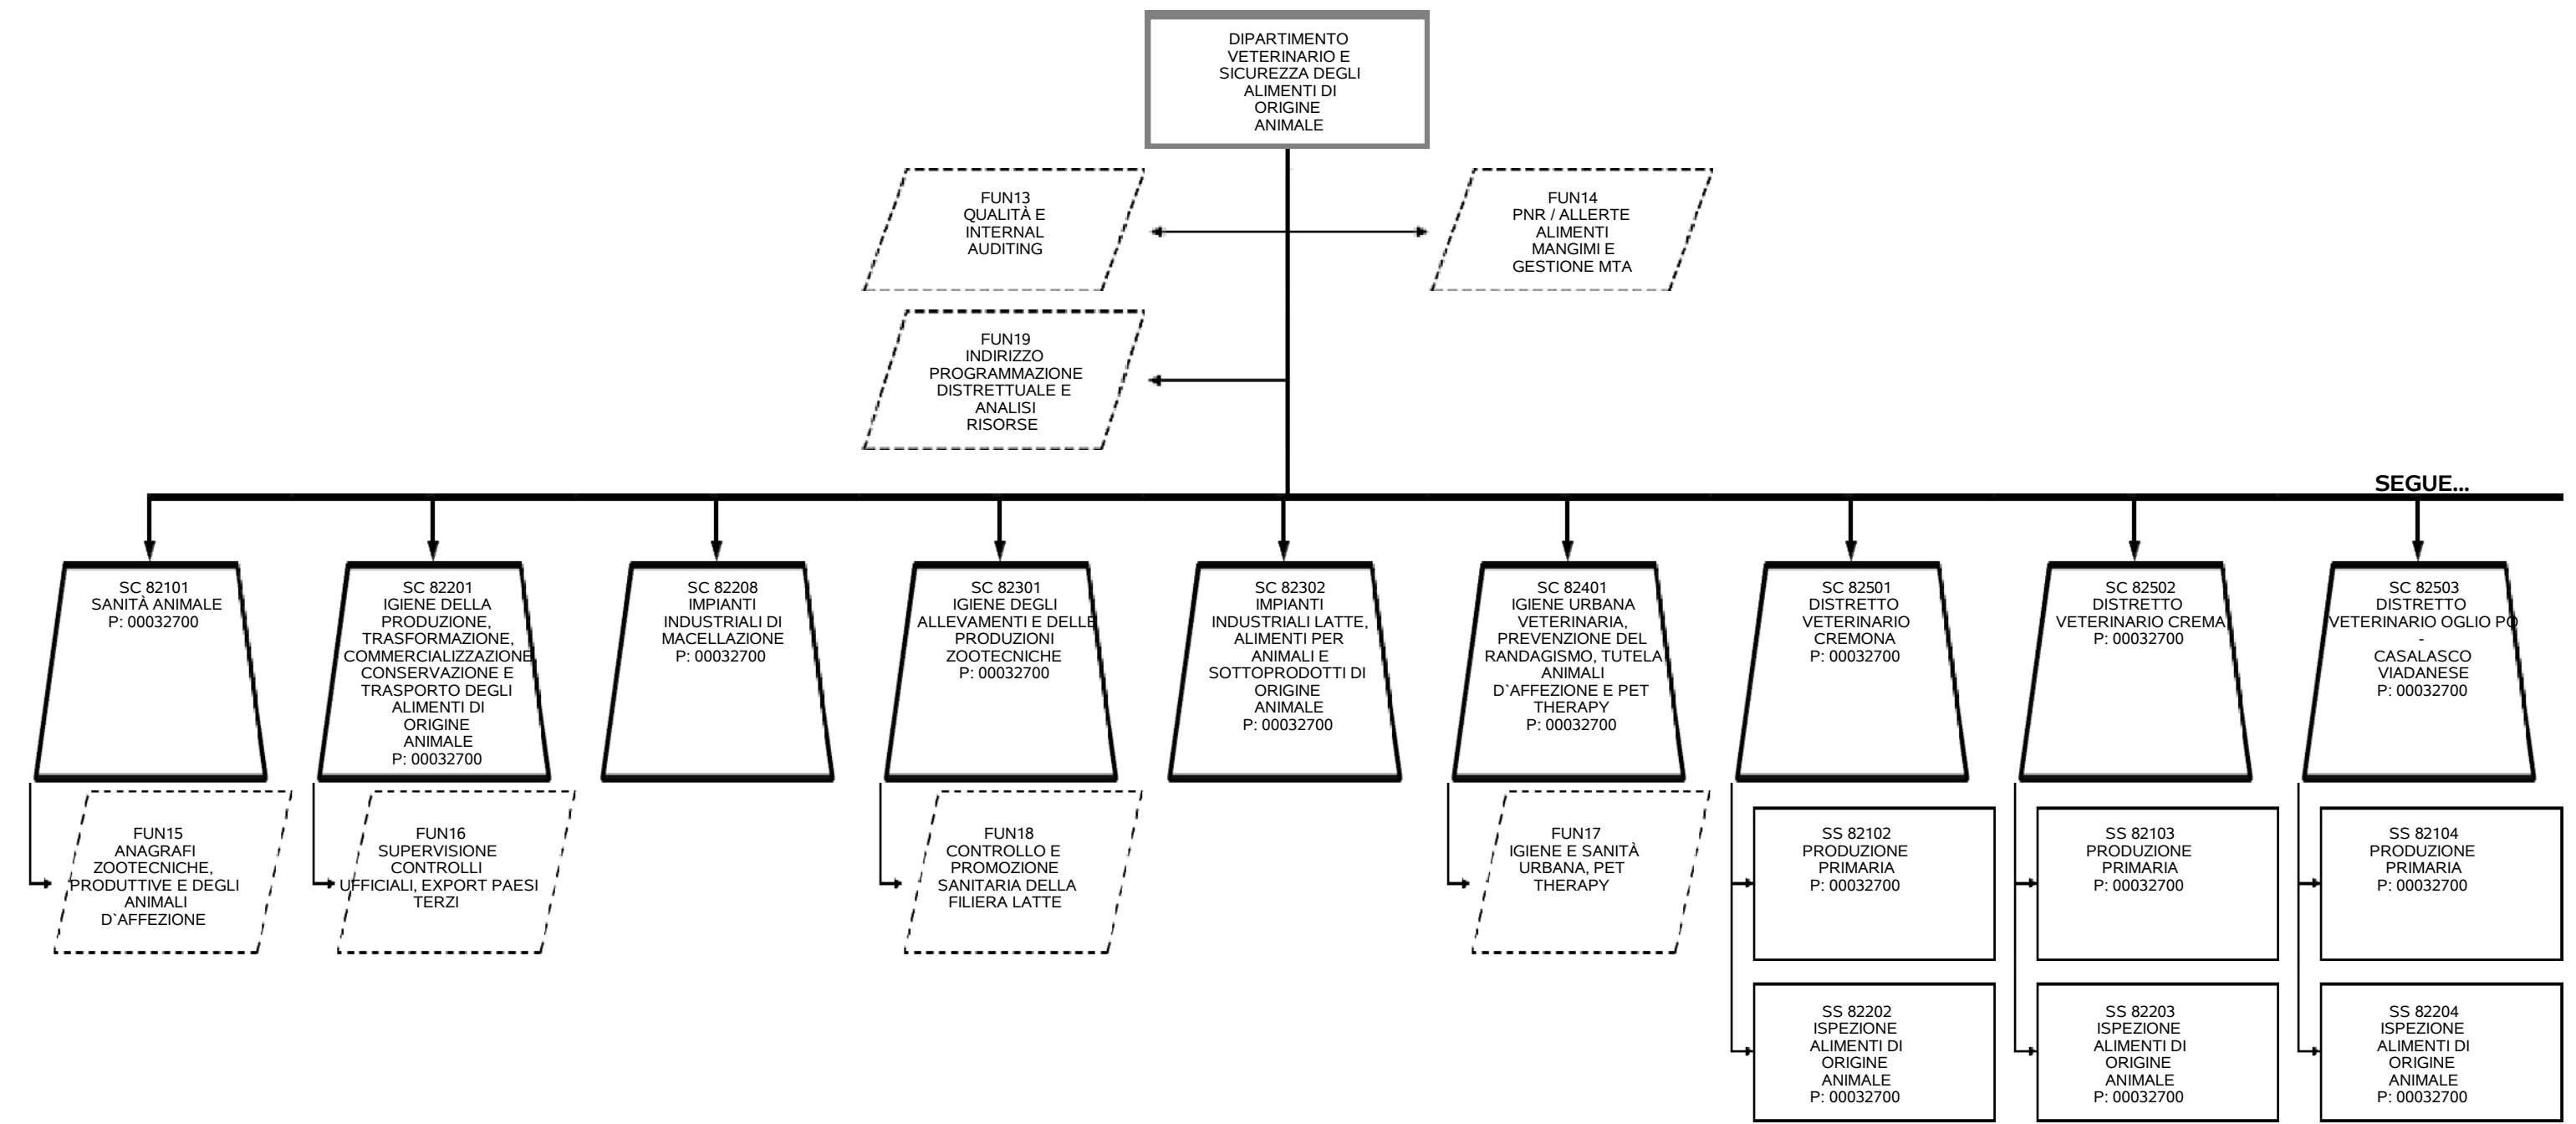 DIPARTIMENTO
VETERINARIO E
SICUREZZA DEGLI
ALIMENTI DI
ORIGINE
ANIMALE
FUN13
QUALITÀ E
INTERNAL
AUDITING
FUN14
PNR / ALLERTE
ALIMENTI
MANGIMI E
GESTIONE MTA
FUN19
INDIRIZZO
PROGRAMMAZIONE
DISTRETTUALE E
ANALISI
RISORSE
SEGUE...
SC 82101
SANITÀ ANIMALE
P: 00032700
SC 82201
IGIENE DELLA
PRODUZIONE,
TRASFORMAZIONE,
COMMERCIALIZZAZIONE
CONSERVAZIONE E
TRASPORTO DEGLI
ALIMENTI DI
ORIGINE
ANIMALE
P: 00032700
SC 82208
IMPIANTI
INDUSTRIALI DI
MACELLAZIONE
P: 00032700
SC 82301
IGIENE DEGLI
ALLEVAMENTI E DELLE
PRODUZIONI
ZOOTECNICHE
P: 00032700
SC 82302
IMPIANTI
INDUSTRIALI LATTE,
ALIMENTI PER
ANIMALI E
SOTTOPRODOTTI DI
ORIGINE
ANIMALE
P: 00032700
SC 82401
IGIENE URBANA
VETERINARIA,
PREVENZIONE DEL
RANDAGISMO, TUTELA
ANIMALI
D`AFFEZIONE E PET
THERAPY
P: 00032700
SC 82501
DISTRETTO
VETERINARIO
CREMONA
P: 00032700
SC 82502
DISTRETTO
VETERINARIO CREMA
P: 00032700
SC 82503
DISTRETTO
VETERINARIO OGLIO PO
-
CASALASCO
VIADANESE
P: 00032700
FUN15
ANAGRAFI
ZOOTECNICHE,
PRODUTTIVE E DEGLI
ANIMALI
D`AFFEZIONE
FUN16
SUPERVISIONE
CONTROLLI
UFFICIALI, EXPORT PAESI
TERZI
FUN18
CONTROLLO E
PROMOZIONE
SANITARIA DELLA
FILIERA LATTE
FUN17
IGIENE E SANITÀ
URBANA, PET
THERAPY
SS 82102
PRODUZIONE
PRIMARIA
P: 00032700
SS 82103
PRODUZIONE
PRIMARIA
P: 00032700
SS 82104
PRODUZIONE
PRIMARIA
P: 00032700
SS 82202
ISPEZIONE
ALIMENTI DI
ORIGINE
ANIMALE
P: 00032700
SS 82203
ISPEZIONE
ALIMENTI DI
ORIGINE
ANIMALE
P: 00032700
SS 82204
ISPEZIONE
ALIMENTI DI
ORIGINE
ANIMALE
P: 00032700